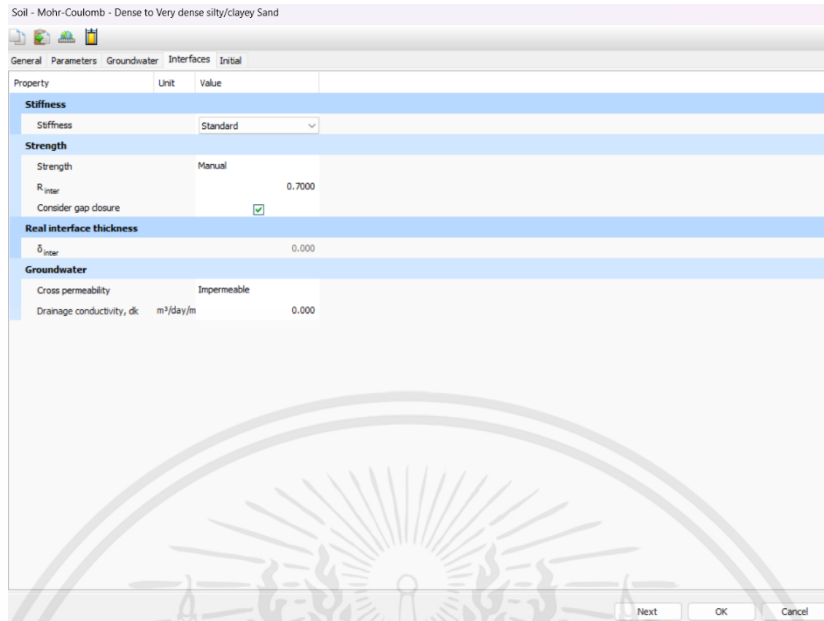 Soil - Mohr-Coulomb - Dense to Very dense silty/clayey Sand
General Parameters Groundwater Interfaces Initial
Property Unit Value
Stiffness
Stiffness Standard
Strength
Strength Manual
R inter 0.7000
Consider gap closure
Real interface thickness
δ inter 0.000
Groundwater
Cross permeability Impermeable
Drainage conductivity, dk m³/day/m 0.000
Next OK Cancel